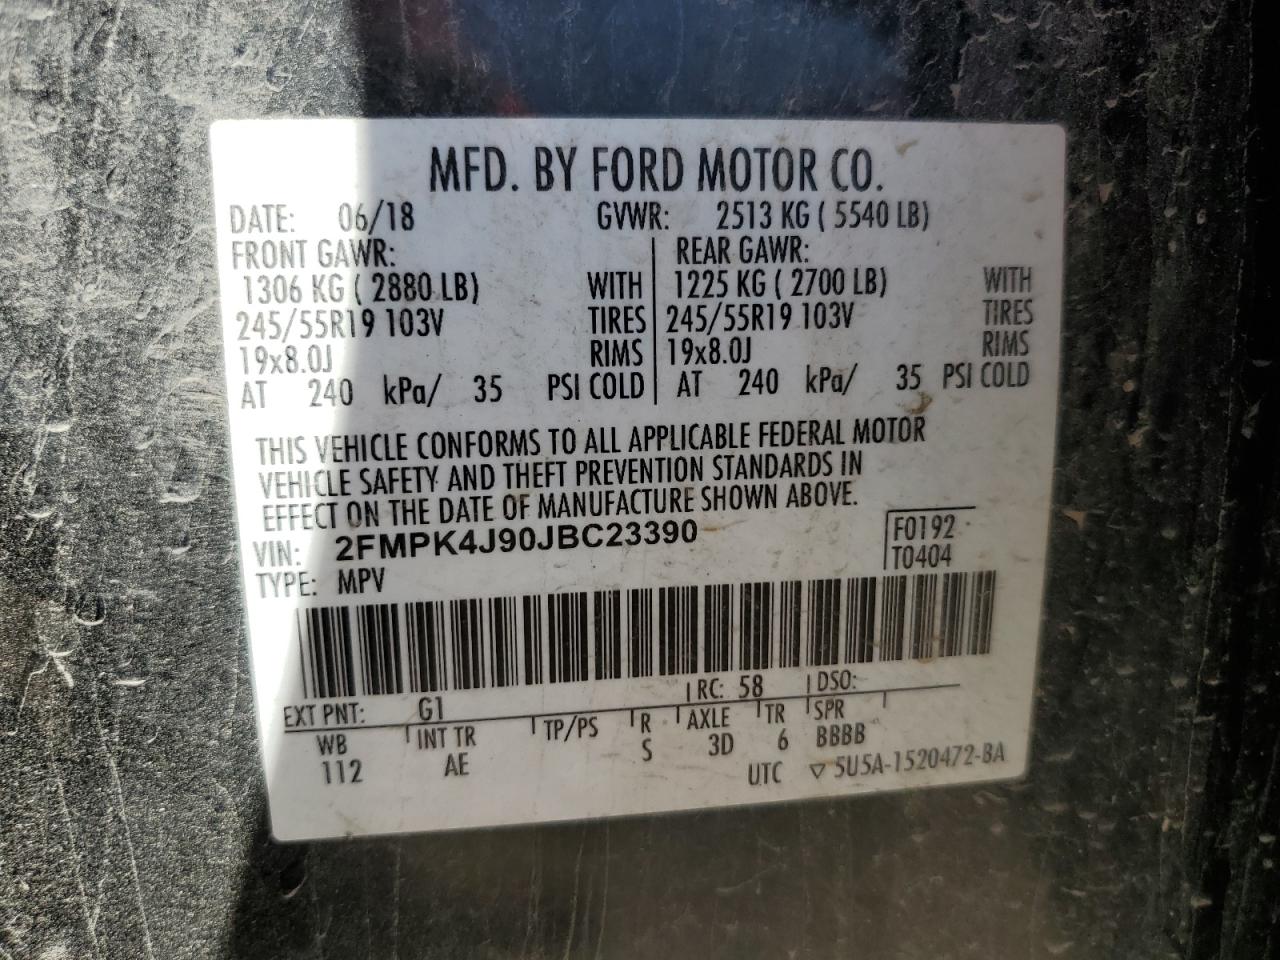 MFD. BY FORD MOTOR CO.
DATE: 06/18 GVWR: 2513 KG ( 5540 LB)
FRONT GAWR: REAR GAWR:
1306 KG ( 2880 LB) WITH 1225 KG ( 2700 LB) WITH
245/55R19 103V TIRES 245/55R19 103V TIRES
19x8.0J RIMS 19x8.0J RIMS
AT 240 kPa/ 35 PSI COLD AT 240 kPa/ 35 PSI COLD
THIS VEHICLE CONFORMS TO ALL APPLICABLE FEDERAL MOTOR
VEHICLE SAFETY AND THEFT PREVENTION STANDARDS IN
EFFECT ON THE DATE OF MANUFACTURE SHOWN ABOVE.
VIN: 2FMPK4J90JBC23390 F0192
TYPE: MPV T0404
EXT PNT: G1 RC: 58 DSO:
WB INT TR TP/PS R AXLE TR SPR
112 AE S 3D 6 BBBB
UTC ▽ 5U5A-1520472-BA